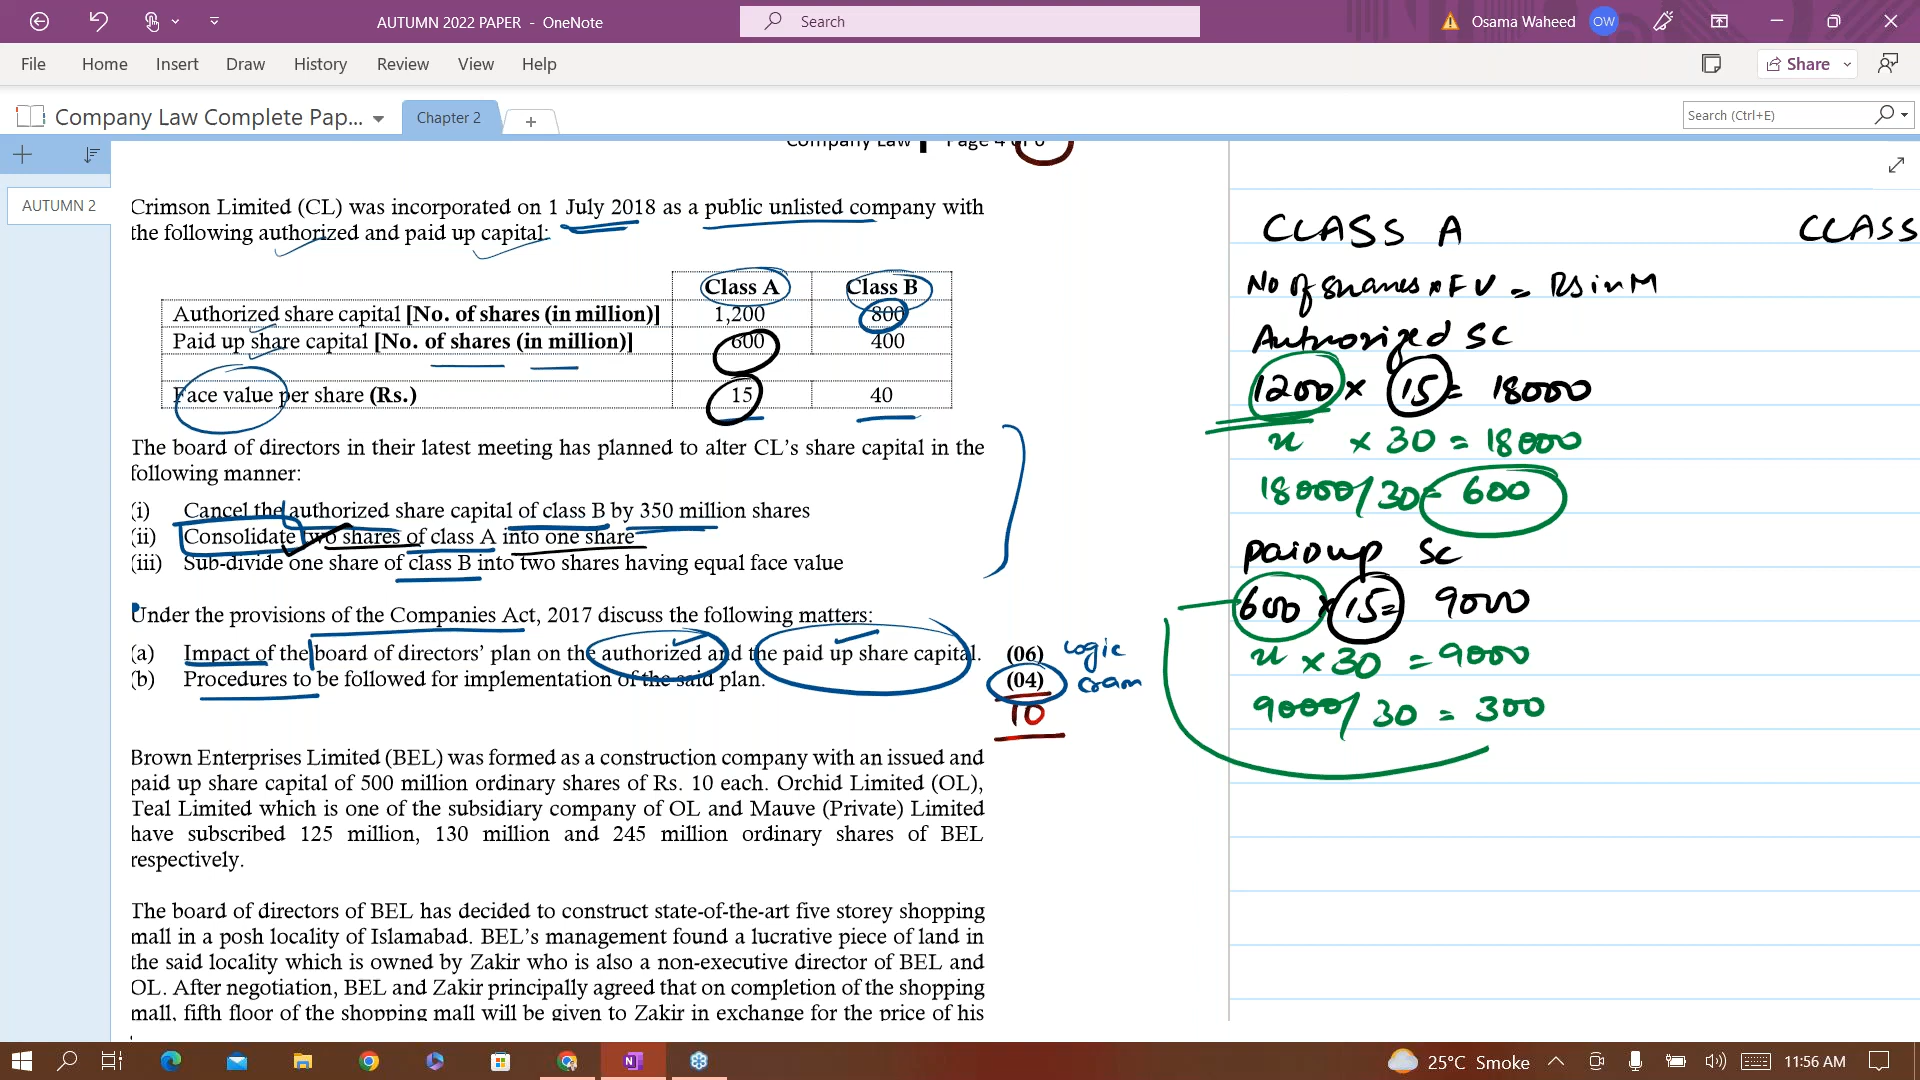 AUTUMN 2022 PAPER - OneNote
Search
Osama Waheed
OW
File Home Insert Draw History Review View Help
Share
Company Law Complete Pap...
Chapter 2
Search (Ctrl+E)
AUTUMN 2
Company Law Page 4 of 6
Crimson Limited (CL) was incorporated on 1 July 2018 as a public unlisted company with
the following authorized and paid up capital:
Class A Class B
Authorized share capital [No. of shares (in million)] 1,200 800
Paid up share capital [No. of shares (in million)] 600 400
Face value per share (Rs.) 15 40
The board of directors in their latest meeting has planned to alter CL's share capital in the
following manner:
(i) Cancel the authorized share capital of class B by 350 million shares
(ii) Consolidate two shares of class A into one share
(iii) Sub-divide one share of class B into two shares having equal face value
Under the provisions of the Companies Act, 2017 discuss the following matters:
(a) Impact of the board of directors' plan on the authorized and the paid up share capital. (06) Logic
(b) Procedures to be followed for implementation of the said plan. (04) cram
10
Brown Enterprises Limited (BEL) was formed as a construction company with an issued and
paid up share capital of 500 million ordinary shares of Rs. 10 each. Orchid Limited (OL),
Teal Limited which is one of the subsidiary company of OL and Mauve (Private) Limited
have subscribed 125 million, 130 million and 245 million ordinary shares of BEL
respectively.
The board of directors of BEL has decided to construct state-of-the-art five storey shopping
mall in a posh locality of Islamabad. BEL's management found a lucrative piece of land in
the said locality which is owned by Zakir who is also a non-executive director of BEL and
OL. After negotiation, BEL and Zakir principally agreed that on completion of the shopping
mall, fifth floor of the shopping mall will be given to Zakir in exchange for the price of his
CLASS A CLASS
No of shares × FV = Rs in M
Authorized SC
1200 × 15 = 18000
x × 30 = 18000
18000/30 = 600
Paid up SC
600 × 15 = 9000
x × 30 = 9000
9000/30 = 300
25°C Smoke
11:56 AM